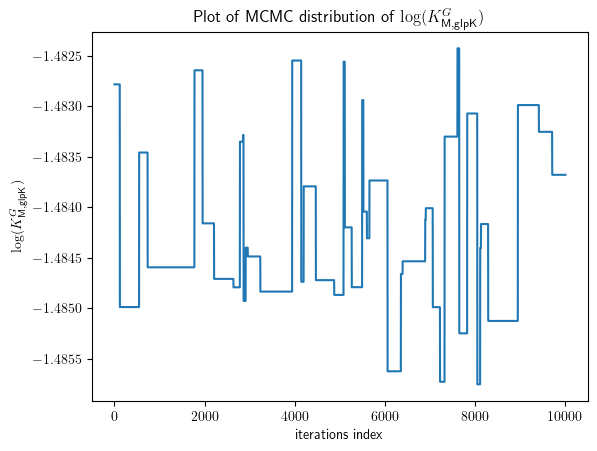 Plot of MCMC distribution of log(K^G_M,glpK)
−1.4825
−1.4830
−1.4835
−1.4840
−1.4845
−1.4850
−1.4855
log(K^G_M,glpK)
0 2000 4000 6000 8000 10000
iterations index